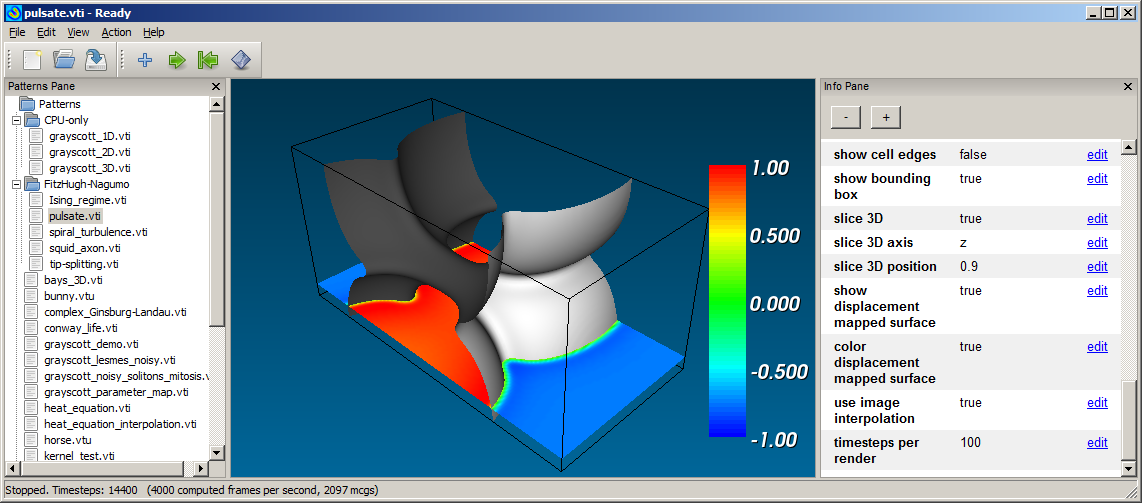 pulsate.vti - Ready
File Edit View Action Help
Patterns Pane
Patterns
CPU-only
grayscott_1D.vti
grayscott_2D.vti
grayscott_3D.vti
FitzHugh-Nagumo
Ising_regime.vti
pulsate.vti
spiral_turbulence.vti
squid_axon.vti
tip-splitting.vti
bays_3D.vti
bunny.vtu
complex_Ginsburg-Landau.vti
conway_life.vti
grayscott_demo.vti
grayscott_lesmes_noisy.vti
grayscott_noisy_solitons_mitosis.v
grayscott_parameter_map.vti
heat_equation.vti
heat_equation_interpolation.vti
horse.vtu
kernel_test.vti
1.00
0.500
0.000
-0.500
-1.00
Info Pane
- +
show cell edges false edit
show bounding true edit
box
slice 3D true edit
slice 3D axis z edit
slice 3D position 0.9 edit
show true edit
displacement
mapped surface
color true edit
displacement
mapped surface
use image true edit
interpolation
timesteps per 100 edit
render
Stopped. Timesteps: 14400 (4000 computed frames per second, 2097 mcgs)